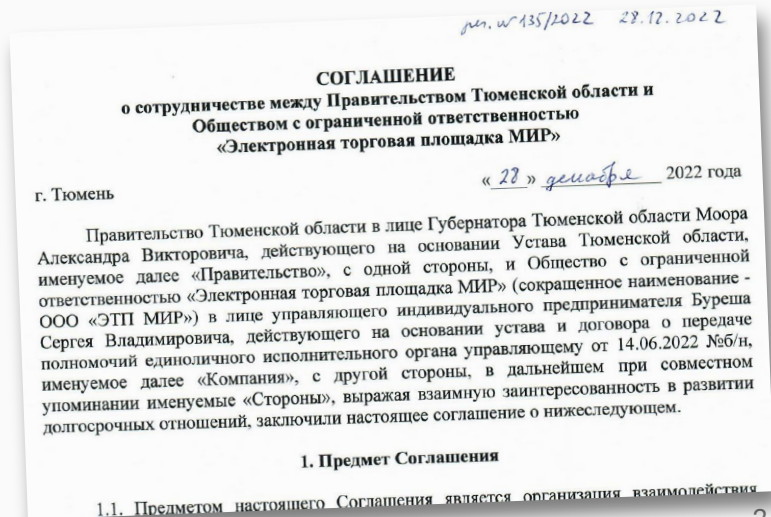 рег. № 135/2022 28.12.2022
СОГЛАШЕНИЕ
о сотрудничестве между Правительством Тюменской области и
Обществом с ограниченной ответственностью
«Электронная торговая площадка МИР»
г. Тюмень
«28» декабря 2022 года
Правительство Тюменской области в лице Губернатора Тюменской области Моора
Александра Викторовича, действующего на основании Устава Тюменской области,
именуемое далее «Правительство», с одной стороны, и Общество с ограниченной
ответственностью «Электронная торговая площадка МИР» (сокращенное наименование -
ООО «ЭТП МИР») в лице управляющего индивидуального предпринимателя Буреша
Сергея Владимировича, действующего на основании устава и договора о передаче
полномочий единоличного исполнительного органа управляющему от 14.06.2022 №б/н,
именуемое далее «Компания», с другой стороны, в дальнейшем при совместном
упоминании именуемые «Стороны», выражая взаимную заинтересованность в развитии
долгосрочных отношений, заключили настоящее соглашение о нижеследующем.
1. Предмет Соглашения
1.1. Предметом настоящего Соглашения является организация взаимодействия